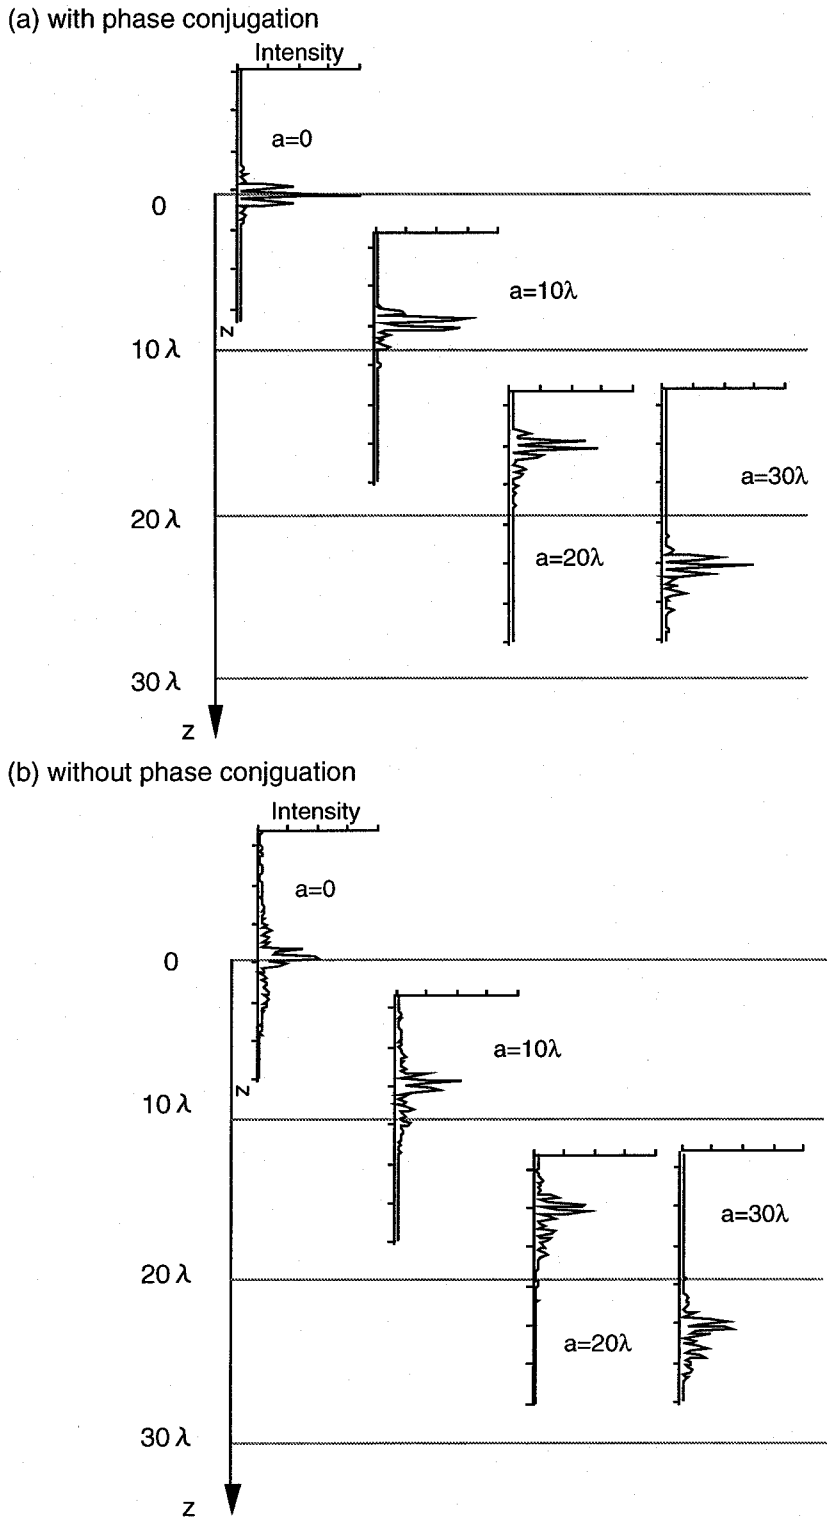 (a) with phase conjugation
Intensity
a=0
0
z
a=10λ
10 λ
a=30λ
20 λ
a=20λ
30 λ
z
(b) without phase conjguation
Intensity
a=0
0
a=10λ
z
10 λ
a=30λ
20 λ
a=20λ
30 λ
z